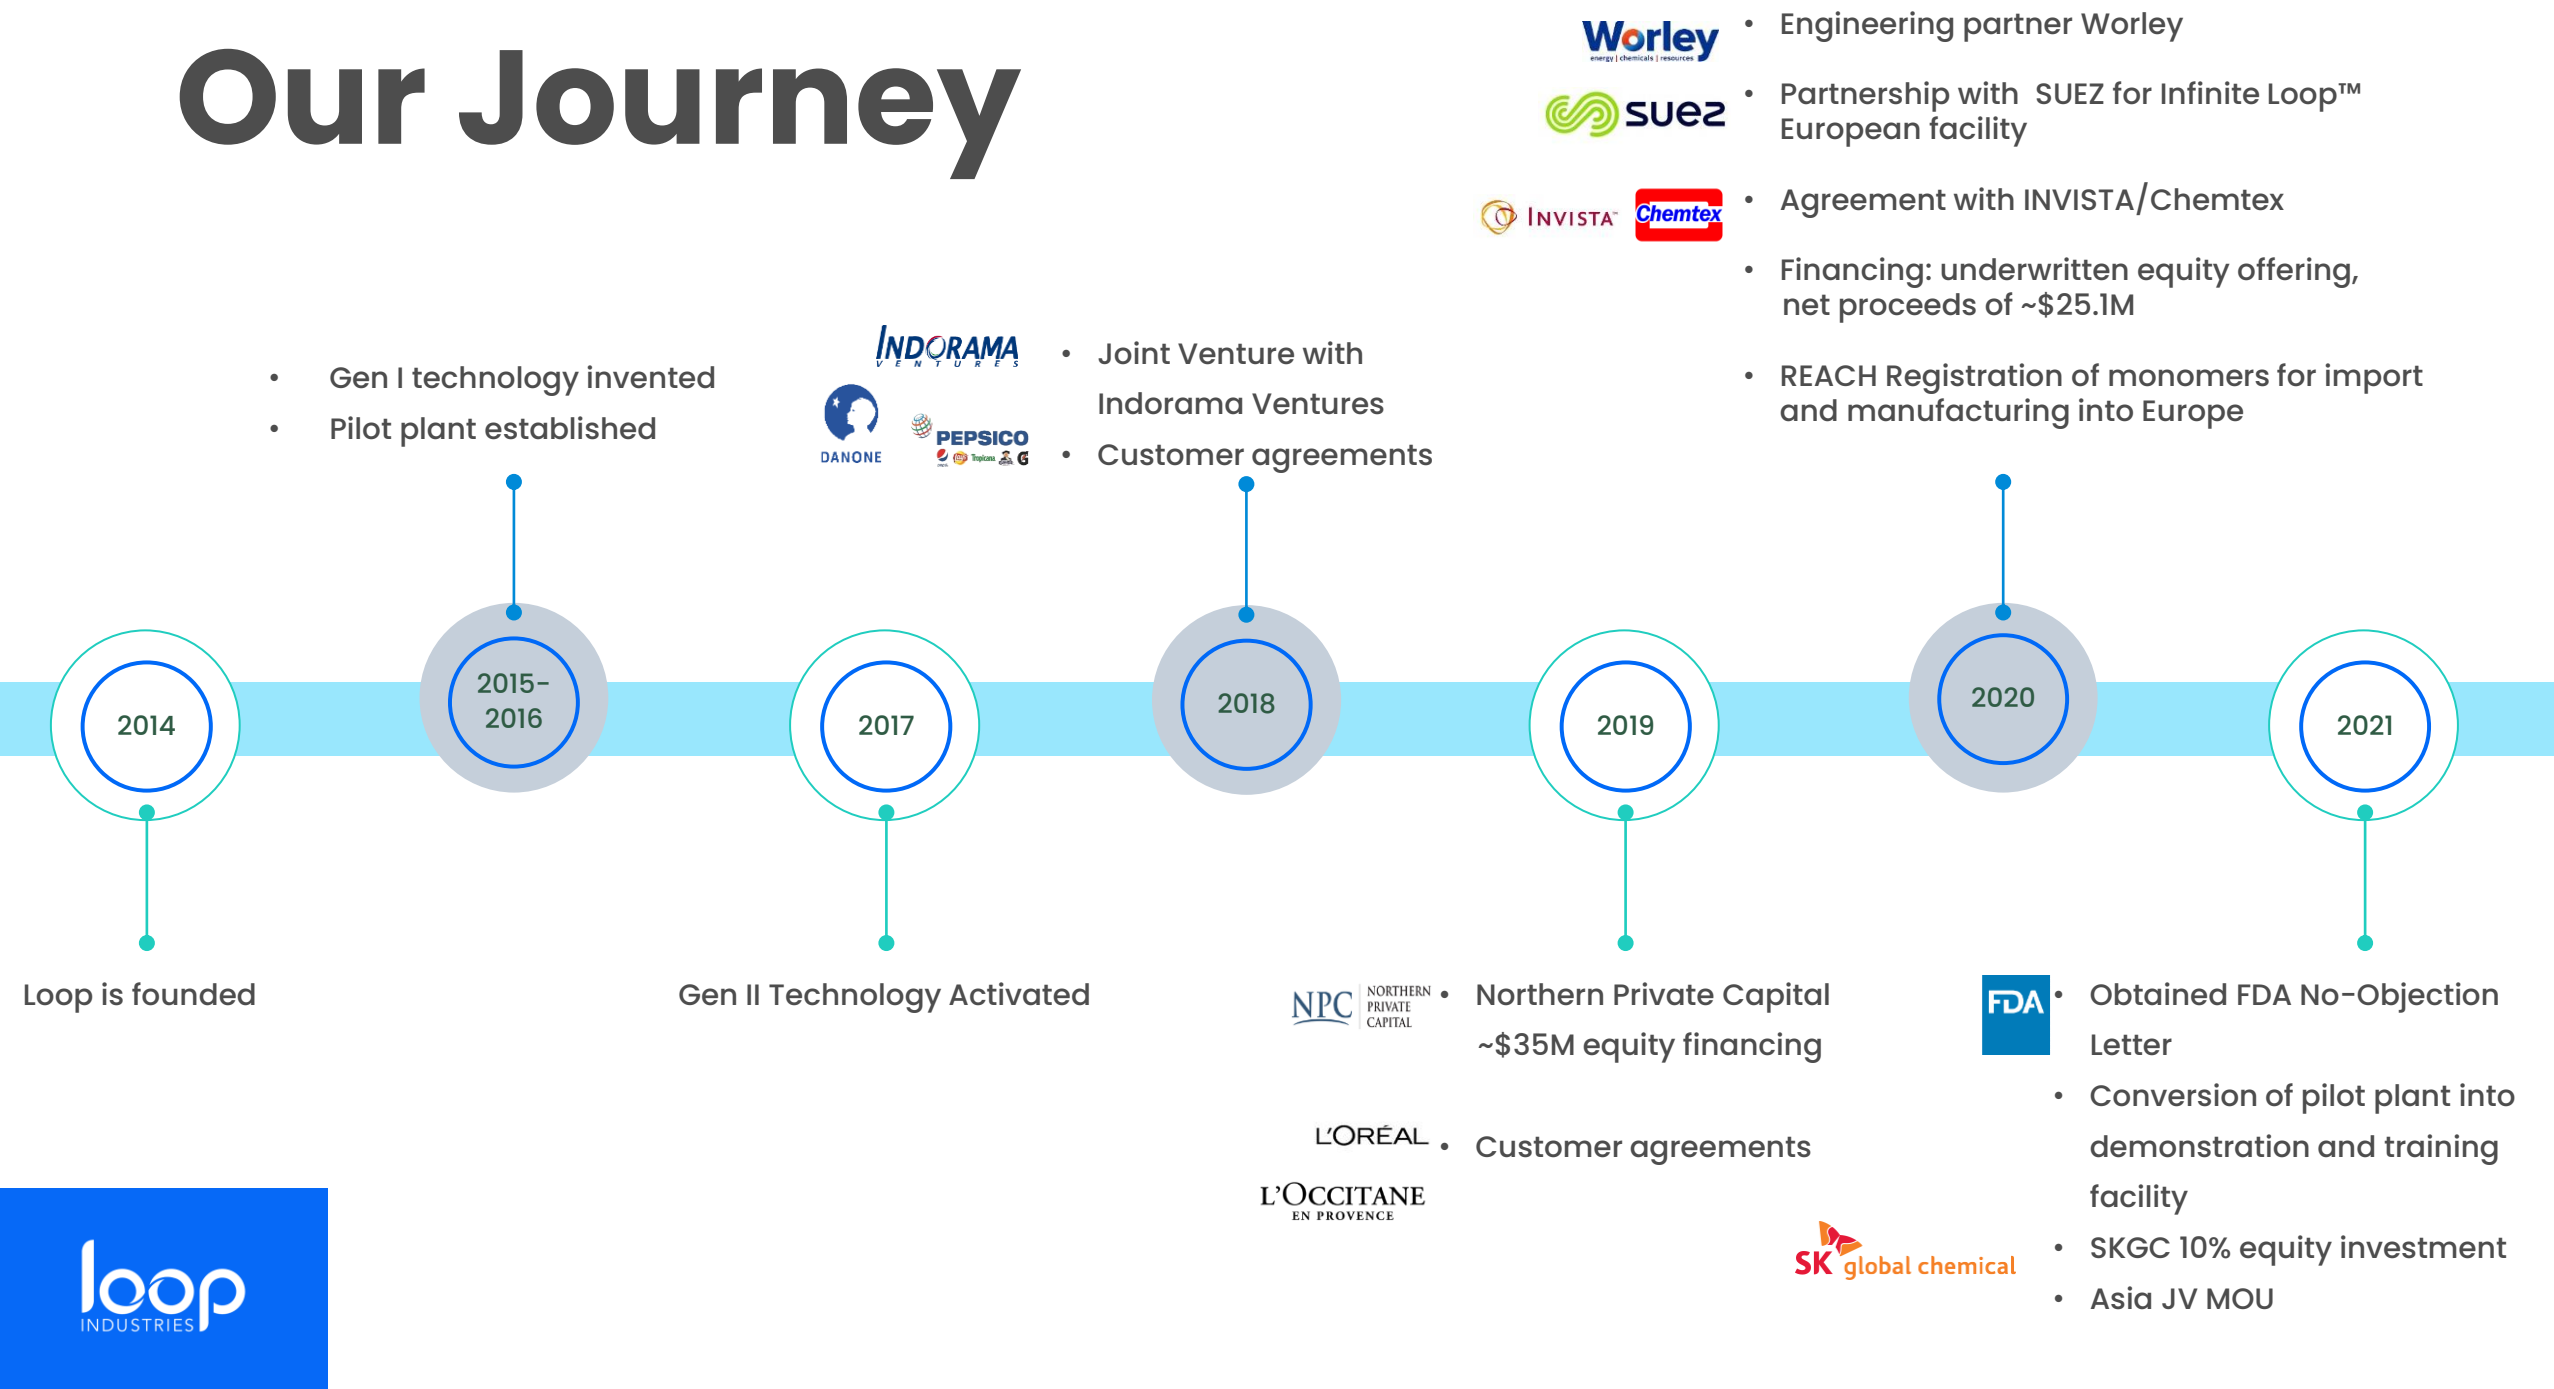 Our Journey
Worley
energy | chemicals | resources
suez
INVISTA
Chemtex
• Engineering partner Worley
• Partnership with SUEZ for Infinite Loop™
European facility
• Agreement with INVISTA/Chemtex
• Financing: underwritten equity offering,
net proceeds of ~$25.1M
• REACH Registration of monomers for import
and manufacturing into Europe
• Gen I technology invented
• Pilot plant established
INDORAMA
VENTURES
DANONE
PEPSICO
Tropicana
G
• Joint Venture with
Indorama Ventures
• Customer agreements
2014
2015-
2016
2017
2018
2019
2020
2021
Loop is founded
Gen II Technology Activated
NPC
NORTHERN
PRIVATE
CAPITAL
• Northern Private Capital
~$35M equity financing
L'ORÉAL
L'OCCITANE
EN PROVENCE
• Customer agreements
FDA
• Obtained FDA No-Objection
Letter
• Conversion of pilot plant into
demonstration and training
facility
SK global chemical
• SKGC 10% equity investment
• Asia JV MOU
loop
INDUSTRIES